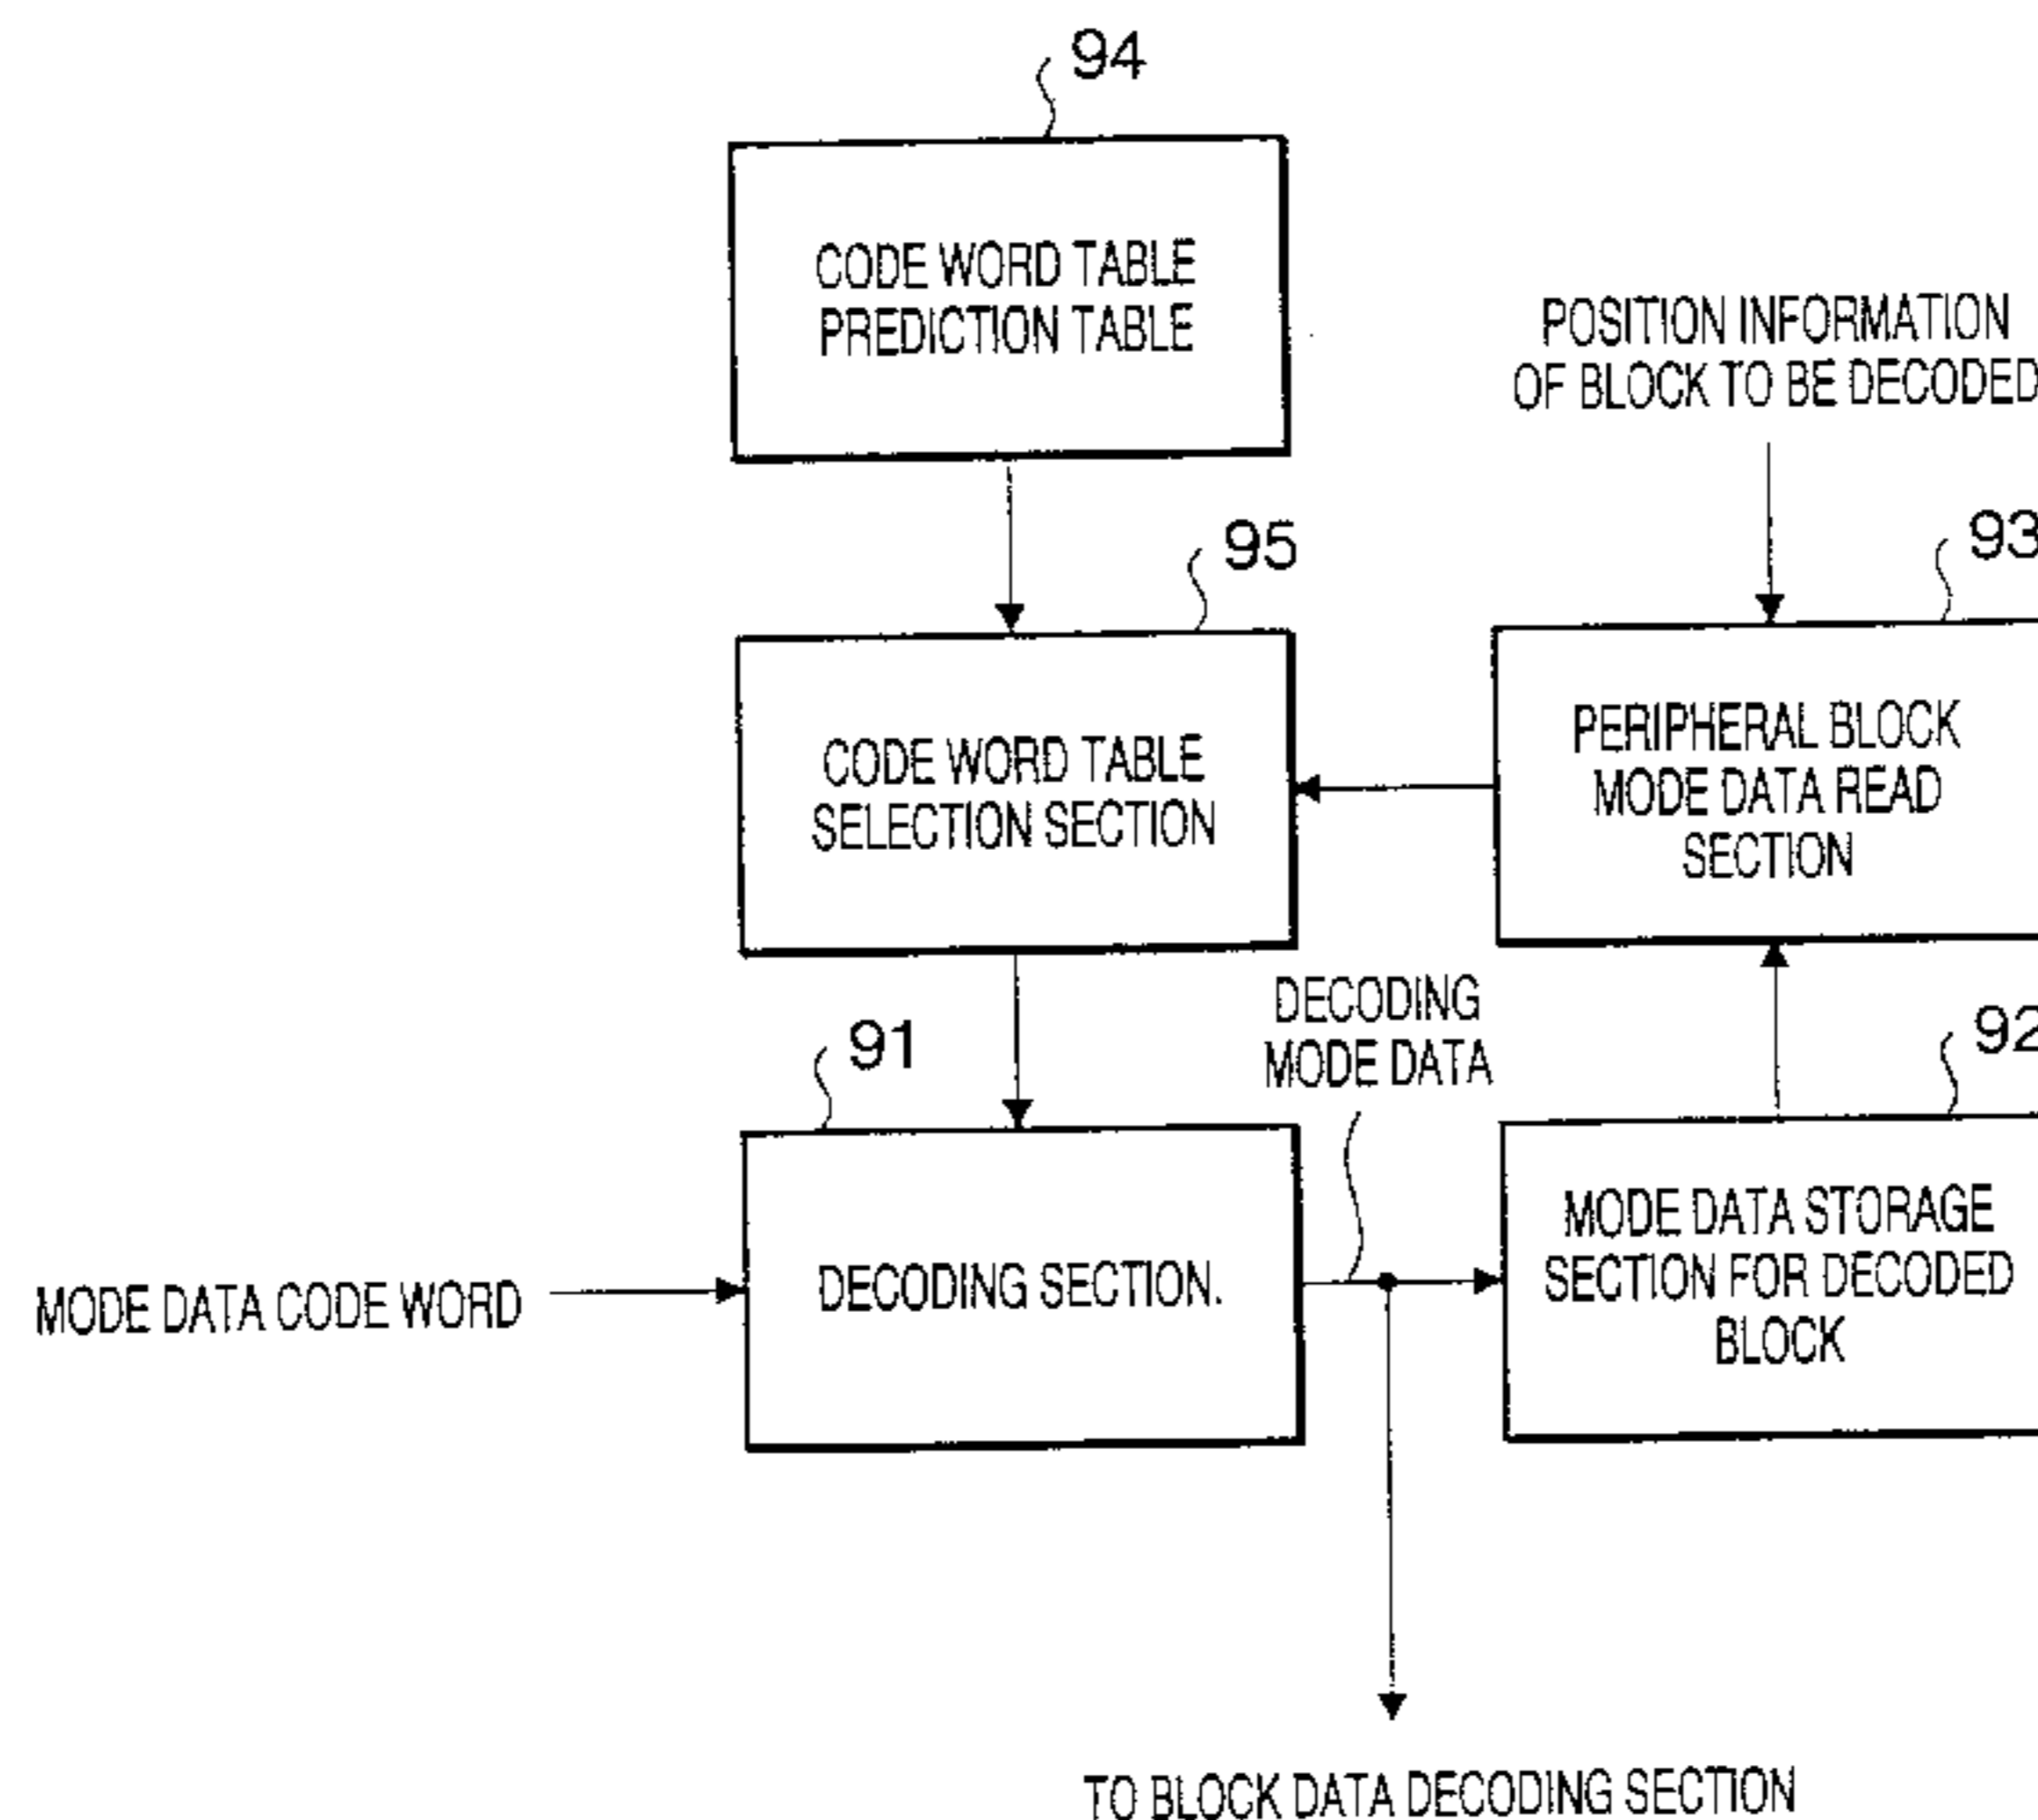 94
CODE WORD TABLE
PREDICTION TABLE
POSITION INFORMATION
OF BLOCK TO BE DECODED
95
93
CODE WORD TABLE
SELECTION SECTION
PERIPHERAL BLOCK
MODE DATA READ
SECTION
DECODING
MODE DATA
91
92
MODE DATA CODE WORD
DECODING SECTION.
MODE DATA STORAGE
SECTION FOR DECODED
BLOCK
TO BLOCK DATA DECODING SECTION